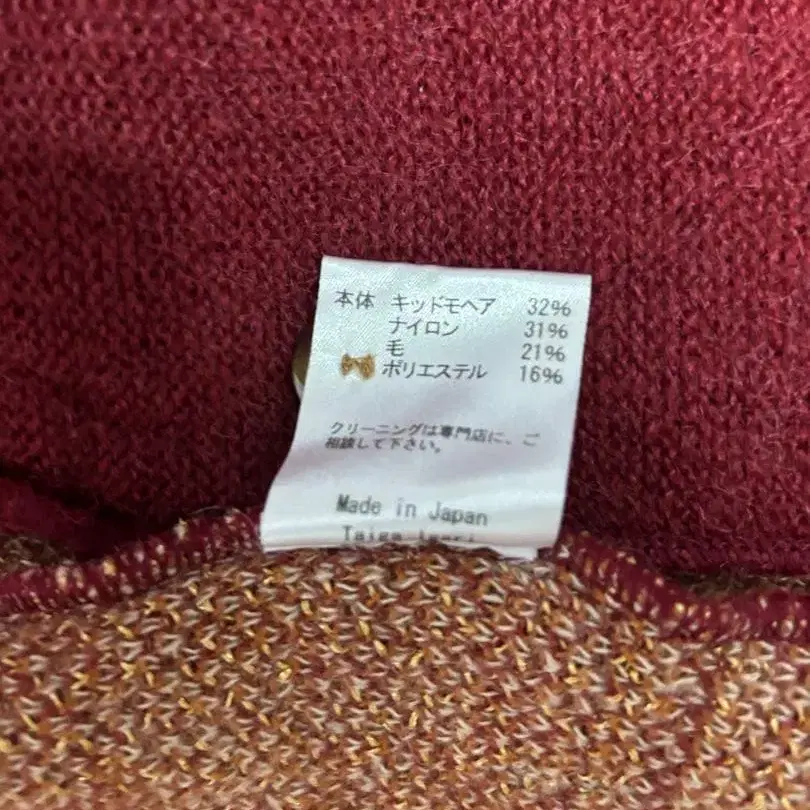 本体 キッドモヘア 32%
ナイロン 31%
毛 21%
ポリエステル 16%
クリーニングは専門店に、ご
相談して下さい。
Made in Japan
Taiga